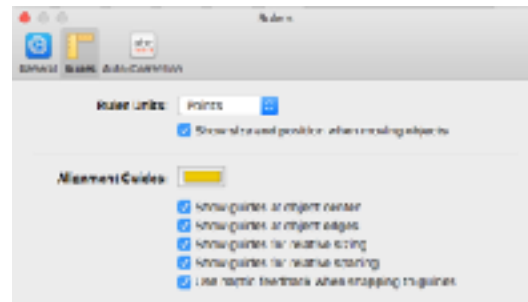 Rulers
General Rulers Auto-Correction
Ruler Units: Points
Show size and position when moving objects
Alignment Guides:
Show guides at object center
Show guides at object edges
Show guides for relative sizing
Show guides for relative spacing
Use haptic feedback when snapping to guides